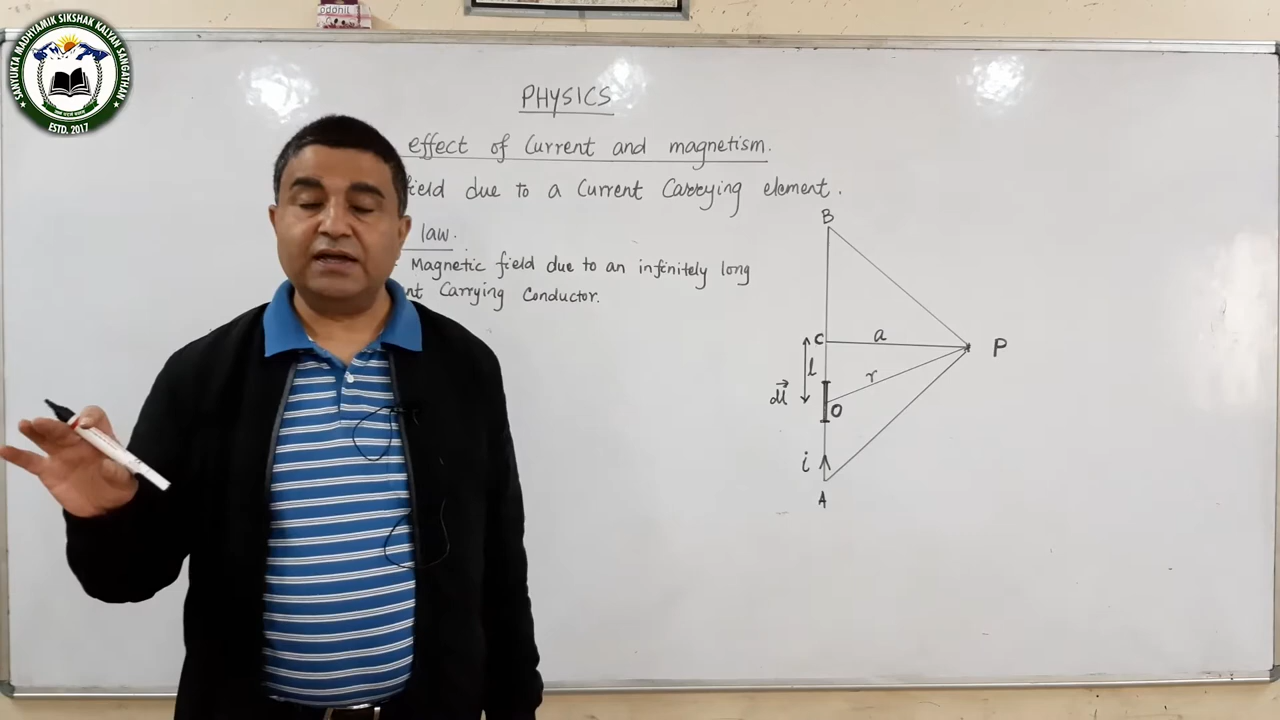 odonil
SANYUKTA MADHYAMIK SIKSHAK KALYAN SANGATHAN
ESTD. 2017
PHYSICS
effect of Current and magnetism.
field due to a Current Carrying element.
law.
Magnetic field due to an infinitely long
nt Carrying Conductor.
B
C a P
l r
dl
O
i
A